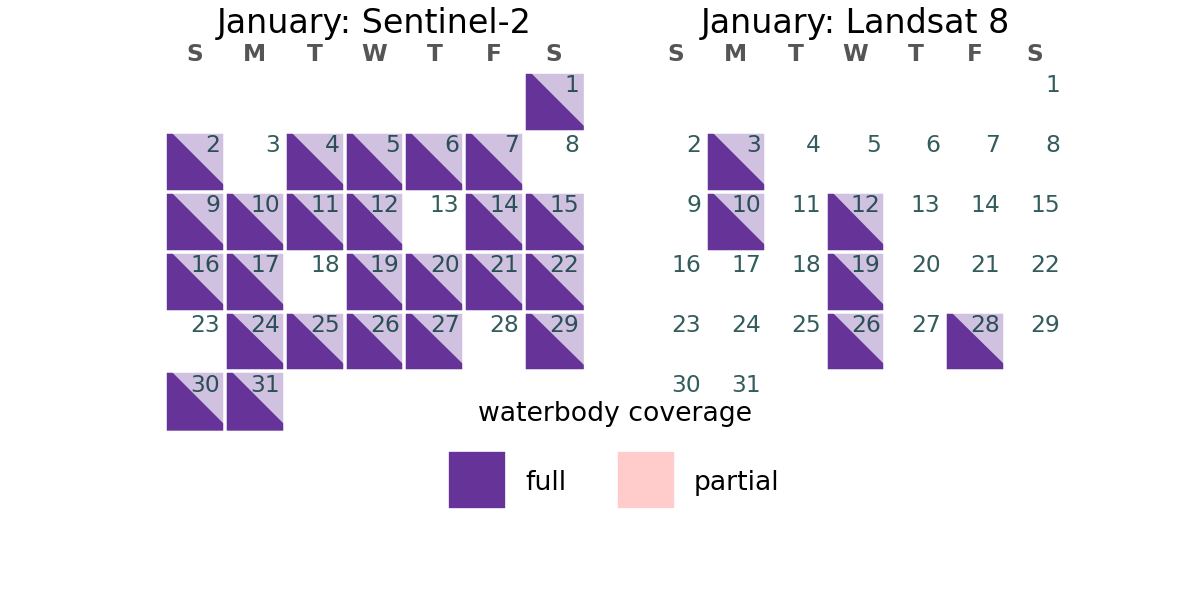 January: Sentinel-2
S M T W T F S
1
2 3 4 5 6 7 8
9 10 11 12 13 14 15
16 17 18 19 20 21 22
23 24 25 26 27 28 29
30 31
January: Landsat 8
S M T W T F S
1
2 3 4 5 6 7 8
9 10 11 12 13 14 15
16 17 18 19 20 21 22
23 24 25 26 27 28 29
30 31
waterbody coverage
full partial